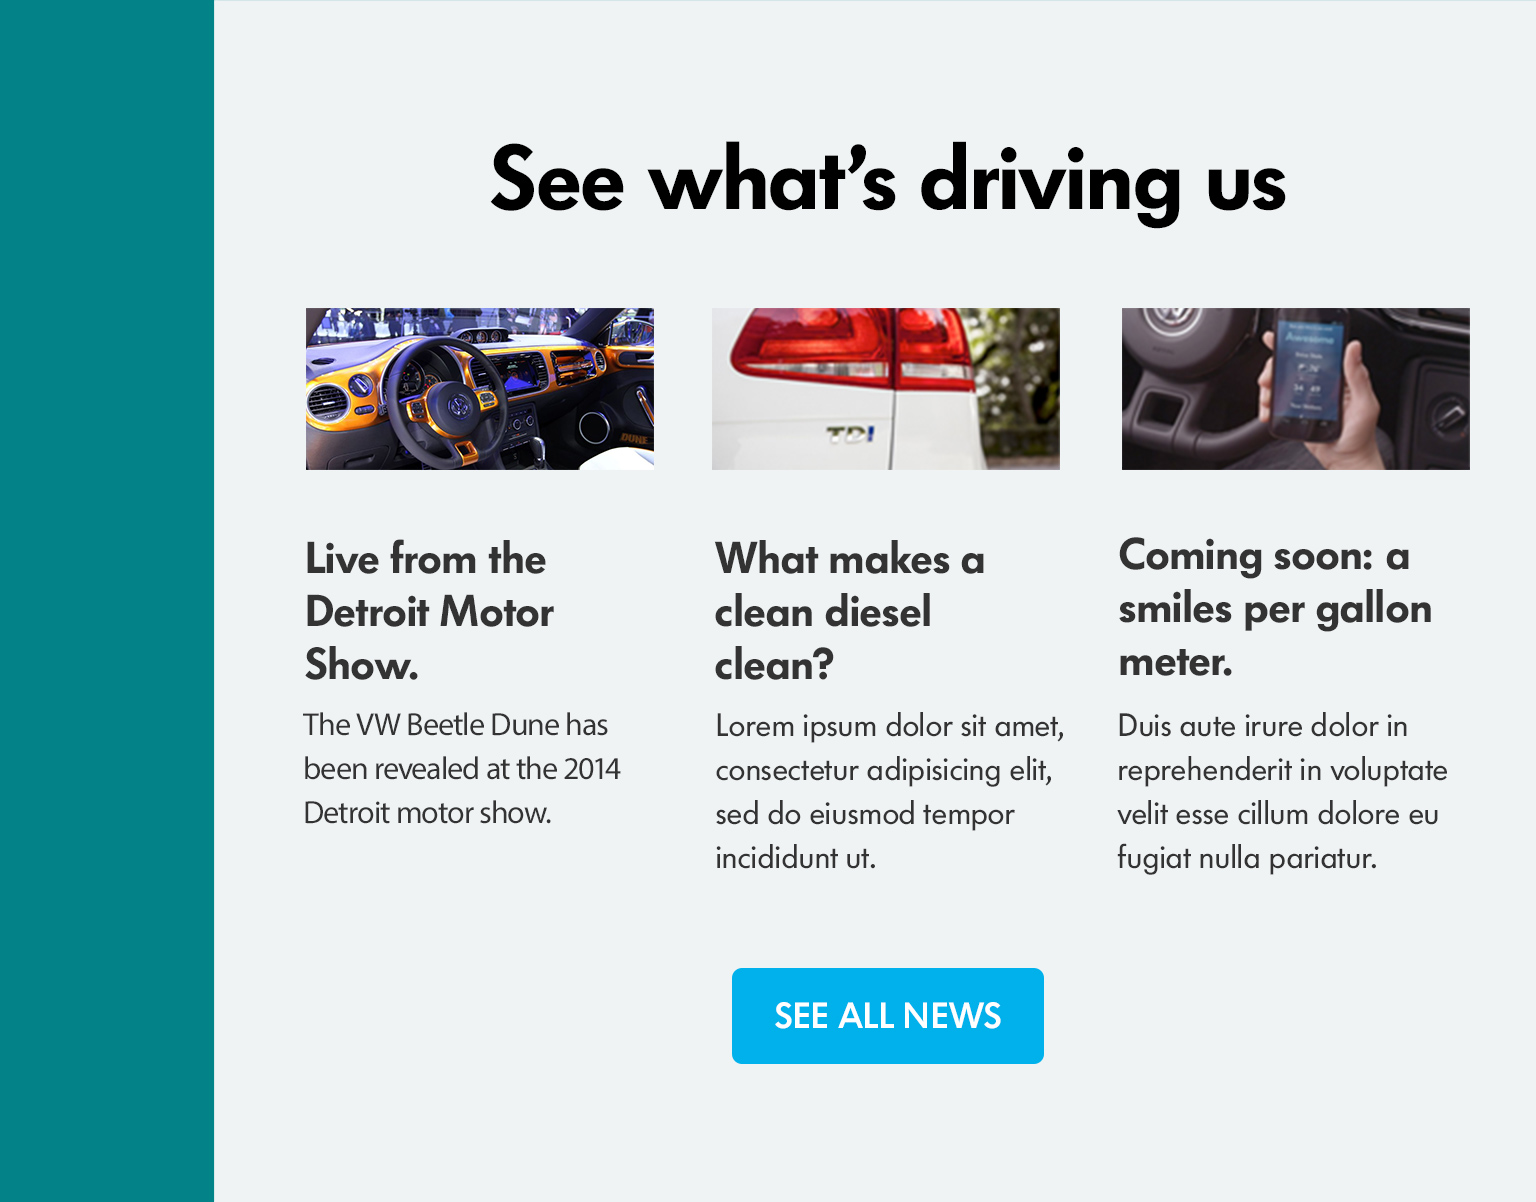 See what’s driving us
TDI
DUNE
Awesome
Live from the
Detroit Motor
Show.
The VW Beetle Dune has
been revealed at the 2014
Detroit motor show.
What makes a
clean diesel
clean?
Lorem ipsum dolor sit amet,
consectetur adipisicing elit,
sed do eiusmod tempor
incididunt ut.
Coming soon: a
smiles per gallon
meter.
Duis aute irure dolor in
reprehenderit in voluptate
velit esse cillum dolore eu
fugiat nulla pariatur.
SEE ALL NEWS